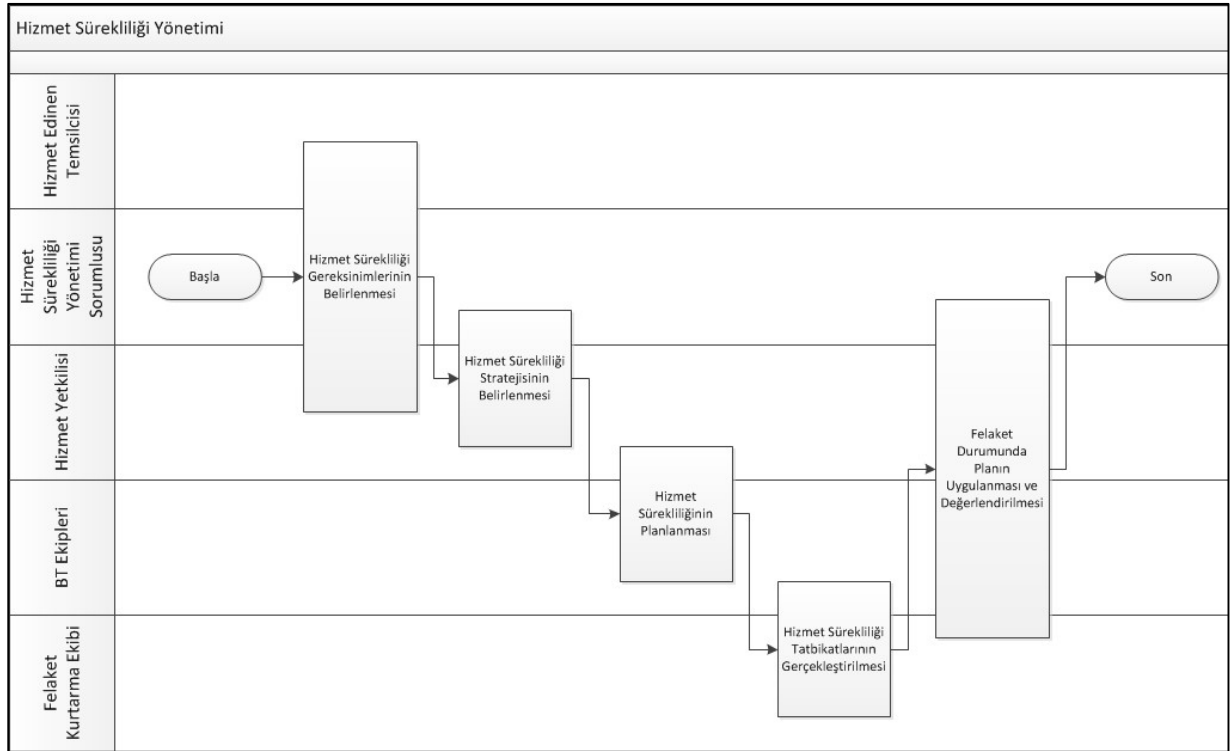 Hizmet Sürekliliği Yönetimi
Hizmet Edinen
Temsilcisi
Hizmet
Sürekliliği
Yönetimi
Sorumlusu
Hizmet Yetkilisi
BT Ekipleri
Felaket
Kurtarma Ekibi
Başla
Hizmet Sürekliliği
Gereksinimlerinin
Belirlenmesi
Hizmet Sürekliliği
Stratejisinin
Belirlenmesi
Hizmet
Sürekliliğinin
Planlanması
Hizmet Sürekliliği
Tatbikatlarının
Gerçekleştirilmesi
Felaket
Durumunda
Planın
Uygulanması ve
Değerlendirilmesi
Son